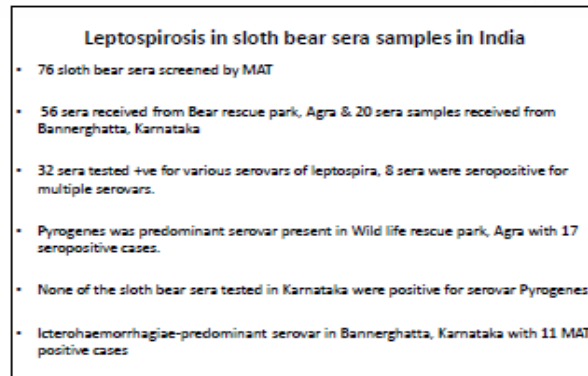 Leptospirosis in sloth bear sera samples in India
• 76 sloth bear sera screened by MAT
• 56 sera received from Bear rescue park, Agra & 20 sera samples received from
Bannerghatta, Karnataka
• 32 sera tested +ve for various serovars of leptospira, 8 sera were seropositive for
multiple serovars.
• Pyrogenes was predominant serovar present in Wild life rescue park, Agra with 17
seropositive cases.
• None of the sloth bear sera tested in Karnataka were positive for serovar Pyrogenes
• Icterohaemorrhagiae-predominant serovar in Bannerghatta, Karnataka with 11 MAT
positive cases